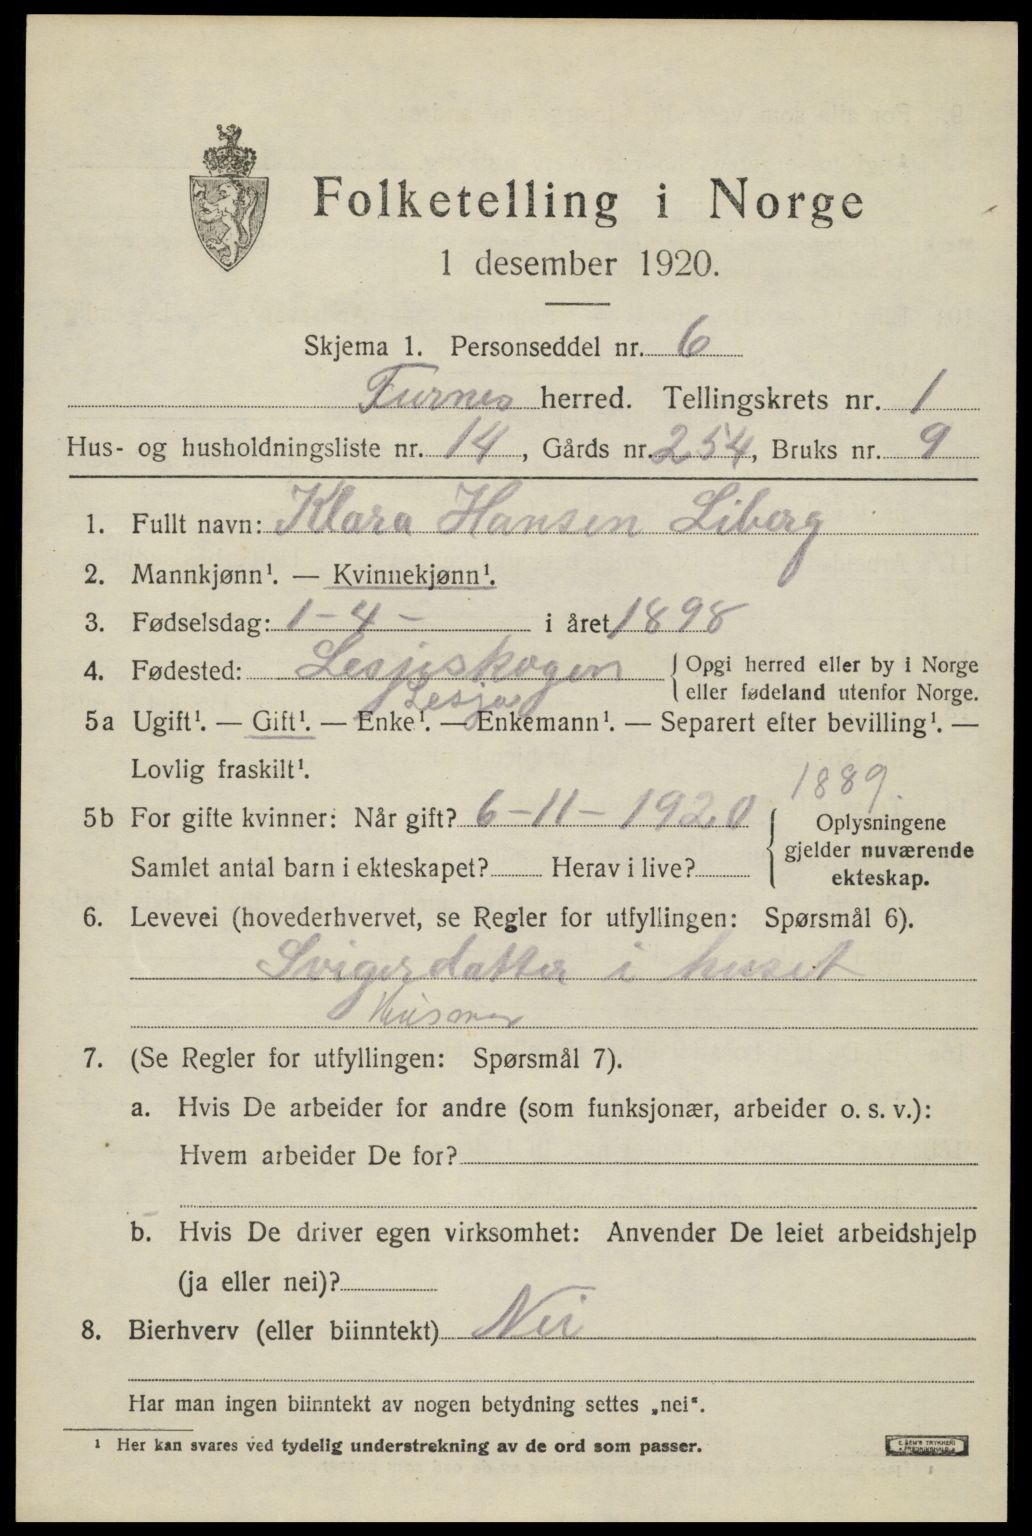 Folketelling i Norge
1 desember 1920.
Skjema 1. Personseddel nr. 6
Furnes herred. Tellingskrets nr. 1
Hus- og husholdningsliste nr. 14, Gårds nr. 254, Bruks nr. 9
1. Fullt navn: Klara Hansen Liberg
2. Mannkjønn¹. — Kvinnekjønn¹.
3. Fødselsdag: 1-4- i året 1898
4. Fødested: Lesjeskogen { Opgi herred eller by i Norge
eller fødeland utenfor Norge.
Lesja
5a Ugift¹. — Gift¹. — Enke¹. — Enkemann¹. — Separert efter bevilling¹. —
Lovlig fraskilt¹.
1889.
5b For gifte kvinner: Når gift? 6-11-1920 { Oplysningene
gjelder nuværende
ekteskap.
Samlet antal barn i ekteskapet? Herav i live?
6. Levevei (hovederhvervet, se Regler for utfyllingen: Spørsmål 6).
Svigerdatter i huset
Husmor
7. (Se Regler for utfyllingen: Spørsmål 7).
a. Hvis De arbeider for andre (som funksjonær, arbeider o. s. v.):
Hvem arbeider De for?
b. Hvis De driver egen virksomhet: Anvender De leiet arbeidshjelp
(ja eller nei)?
8. Bierhverv (eller biinntekt) Nei
Har man ingen biinntekt av nogen betydning settes „nei“.
¹ Her kan svares ved tydelig understrekning av de ord som passer.